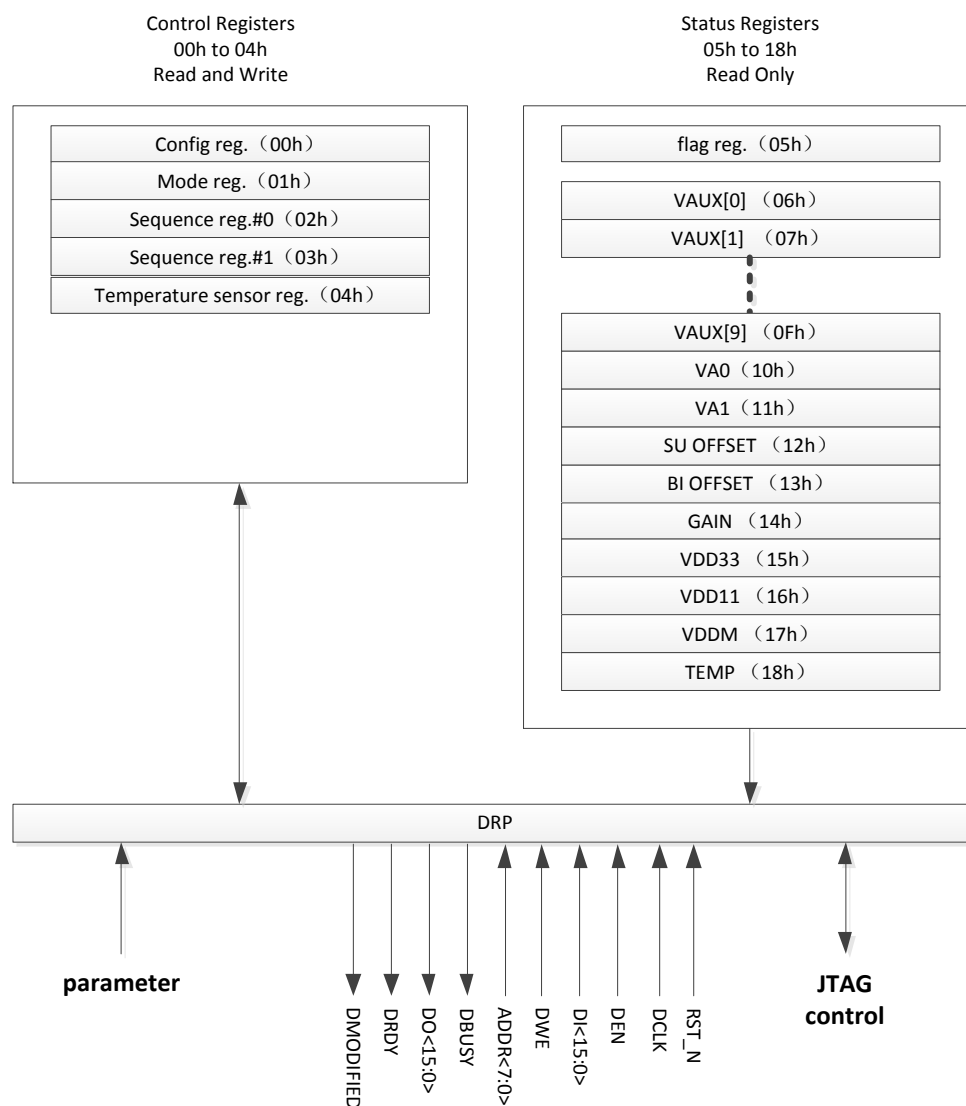 Control Registers
00h to 04h
Read and Write
Config reg.（00h）
Mode reg.（01h）
Sequence reg.#0（02h）
Sequence reg.#1（03h）
Temperature sensor reg.（04h）
Status Registers
05h to 18h
Read Only
flag reg.（05h）
VAUX[0]（06h）
VAUX[1] （07h）
VAUX[9]（0Fh）
VA0（10h）
VA1（11h）
SU OFFSET （12h）
BI OFFSET（13h）
GAIN（14h）
VDD33 （15h）
VDD11（16h）
VDDM（17h）
TEMP （18h）
DRP
parameter
DMODIFIED
DRDY
DO<15:0>
DBUSY
ADDR<7:0>
DWE
DI<15:0>
DEN
DCLK
RST_N
JTAG
control